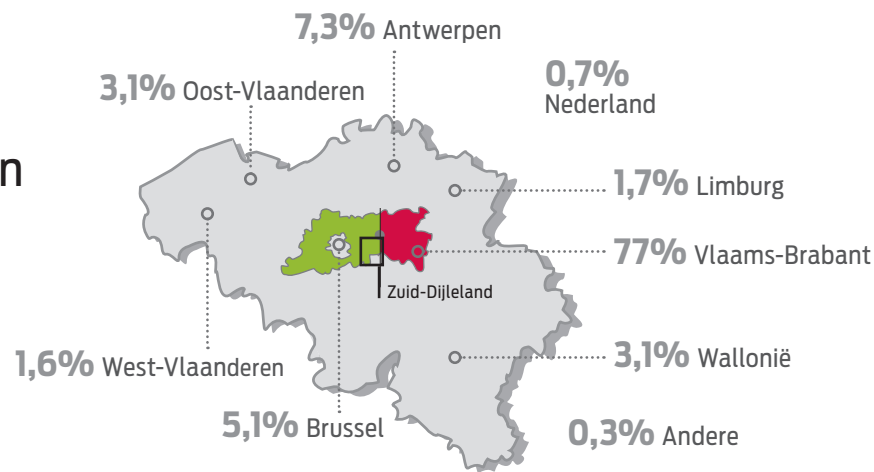 7,3% Antwerpen
3,1% Oost-Vlaanderen
0,7%
Nederland
n
1,7% Limburg
77% Vlaams-Brabant
Zuid-Dijleland
1,6% West-Vlaanderen
3,1% Wallonië
5,1% Brussel
0,3% Andere